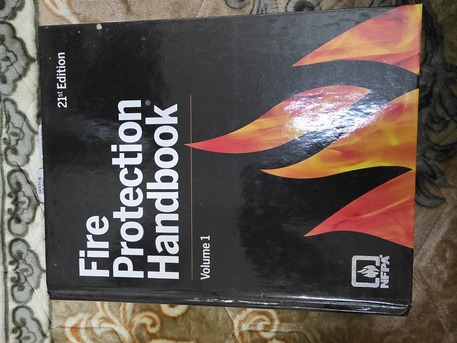 21st Edition
Fire
Protection
Handbook®
Volume 1
NFPA®